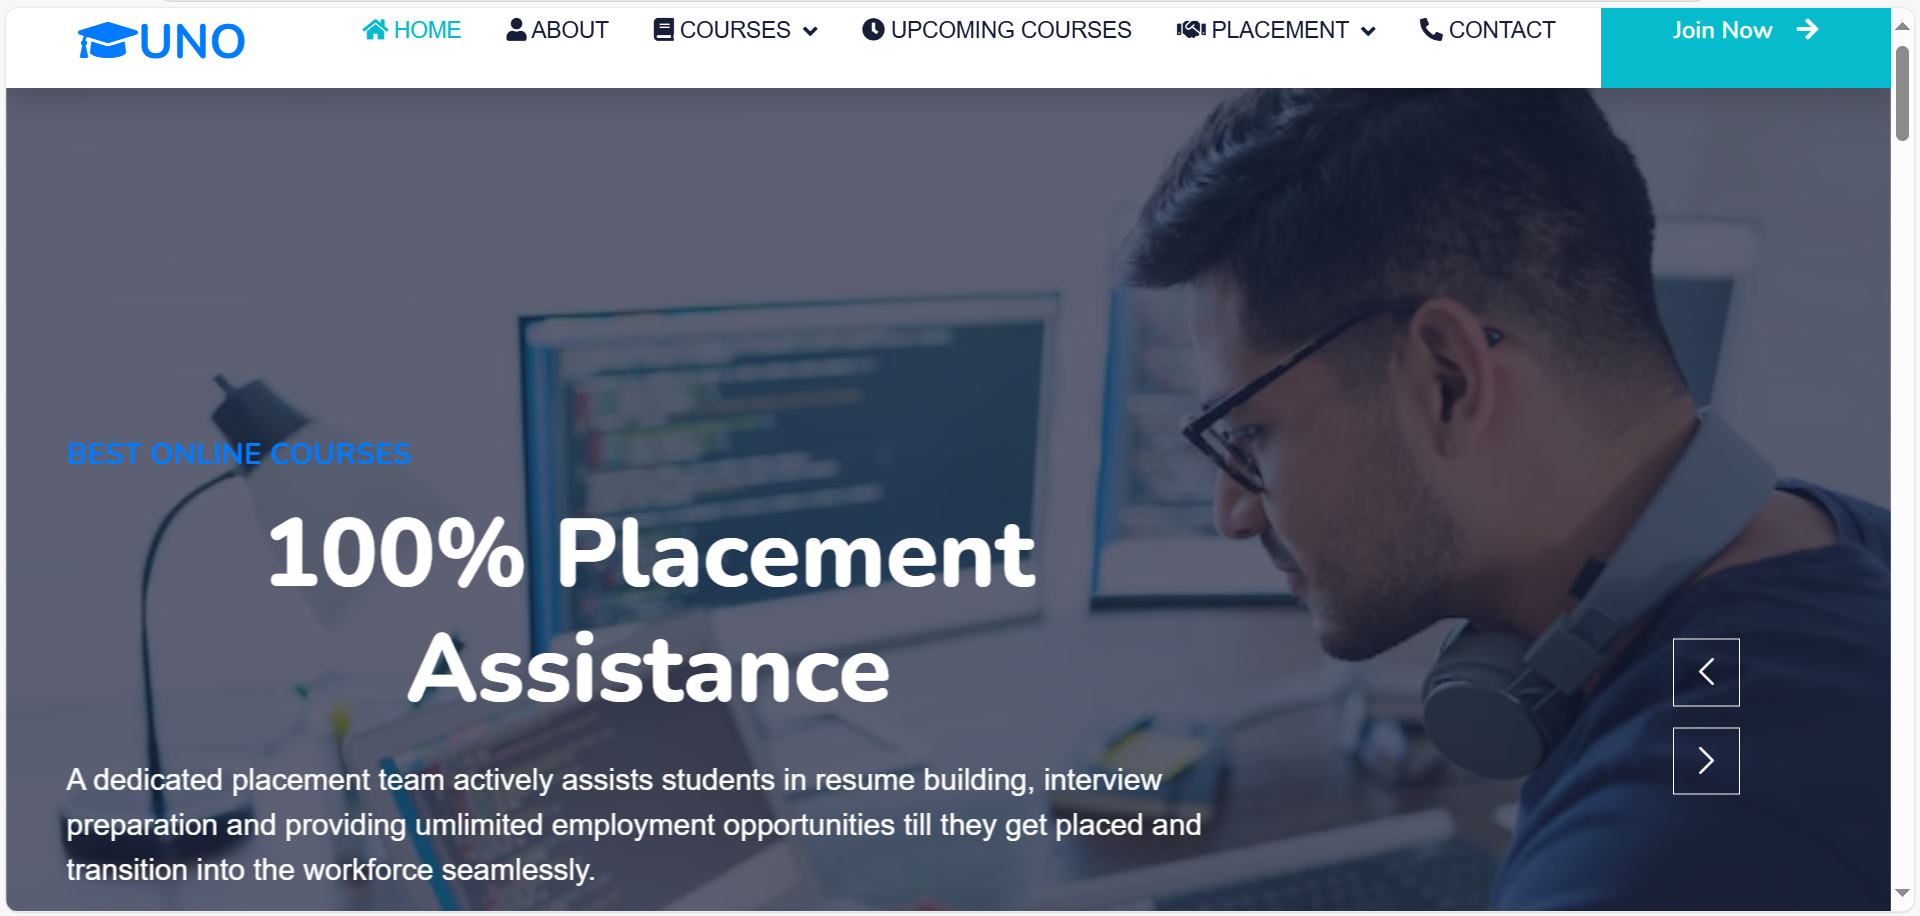 UNO
HOME ABOUT COURSES UPCOMING COURSES PLACEMENT CONTACT Join Now
BEST ONLINE COURSES
100% Placement
Assistance
A dedicated placement team actively assists students in resume building, interview
preparation and providing umlimited employment opportunities till they get placed and
transition into the workforce seamlessly.